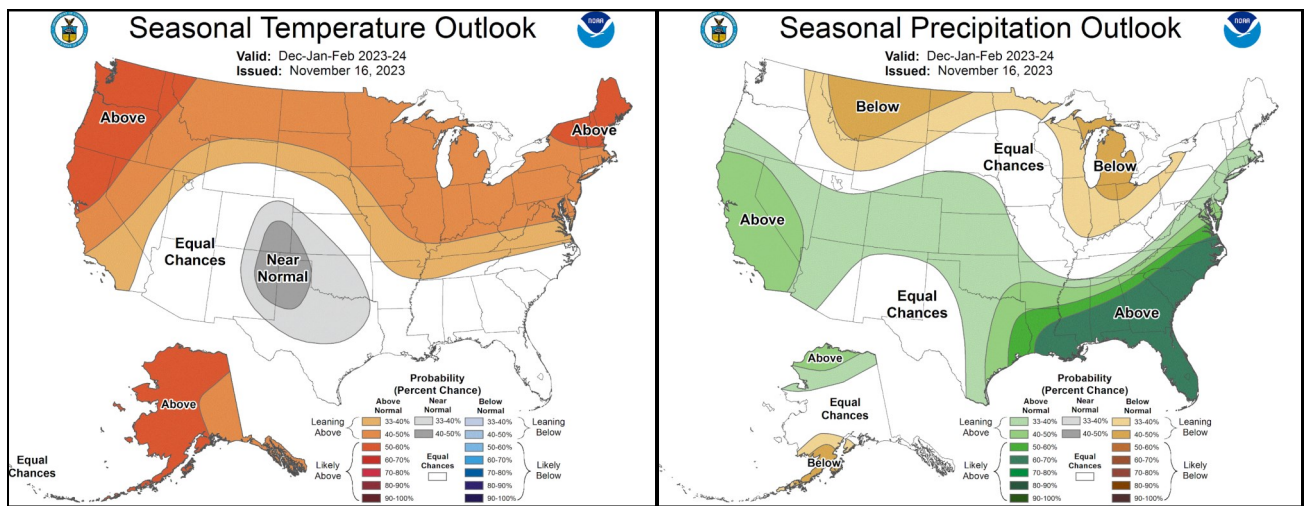 Seasonal Temperature Outlook
NOAA
Valid: Dec-Jan-Feb 2023-24
Issued: November 16, 2023
Above
Above
Equal
Chances
Near
Normal
Above
Equal
Chances
Probability
(Percent Chance)
Above
Normal
Near
Normal
Below
Normal
Leaning
Above
33-40%
33-40%
33-40%
Leaning
Below
40-50%
40-50%
40-50%
Likely
Above
50-60%
50-60%
Likely
Below
60-70%
60-70%
70-80%
Equal
Chances
70-80%
80-90%
80-90%
90-100%
90-100%
Seasonal Precipitation Outlook
NOAA
Valid: Dec-Jan-Feb 2023-24
Issued: November 16, 2023
Below
Equal
Chances
Below
Above
Equal
Chances
Above
Above
Equal
Chances
Below
Probability
(Percent Chance)
Above
Normal
Near
Normal
Below
Normal
Leaning
Above
33-40%
33-40%
33-40%
Leaning
Below
40-50%
40-50%
40-50%
Likely
Above
50-60%
50-60%
Likely
Below
60-70%
60-70%
70-80%
Equal
Chances
70-80%
80-90%
80-90%
90-100%
90-100%